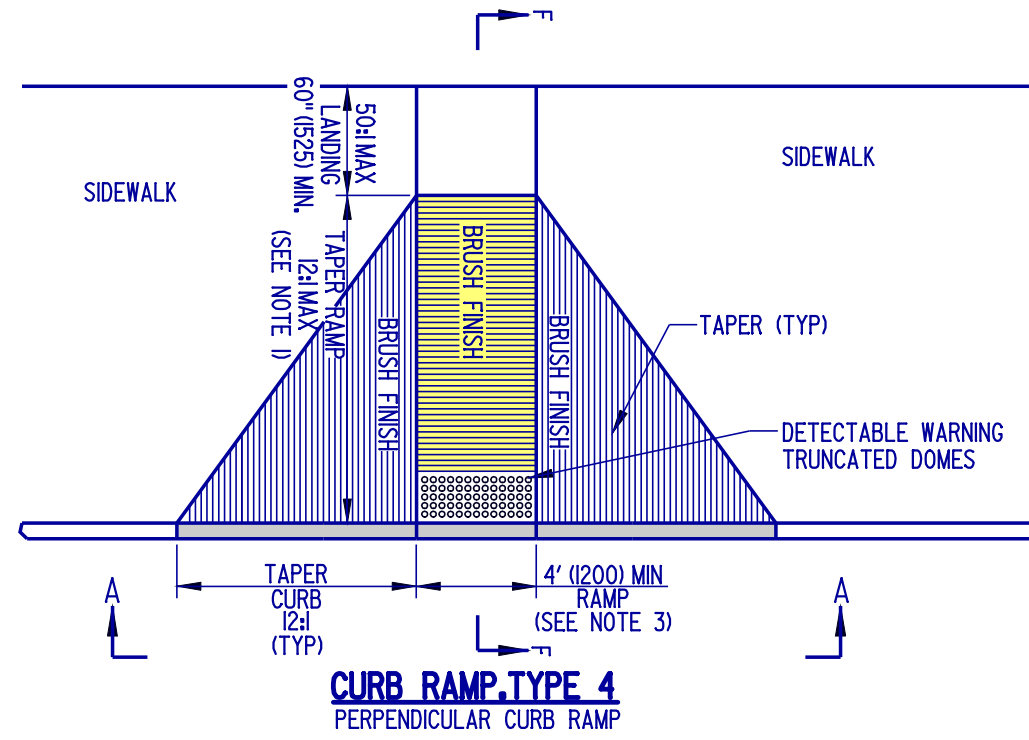 F
50:1 MAX
LANDING
60" (1525) MIN.
SIDEWALK
SIDEWALK
TAPER RAMP
12:1 MAX
(SEE NOTE 1)
BRUSH FINISH
BRUSH FINISH
BRUSH FINISH
TAPER (TYP)
DETECTABLE WARNING
TRUNCATED DOMES
A
TAPER
CURB
12:1
(TYP)
4' (1200) MIN
RAMP
(SEE NOTE 3)
A
F
CURB RAMP.TYPE 4
PERPENDICULAR CURB RAMP